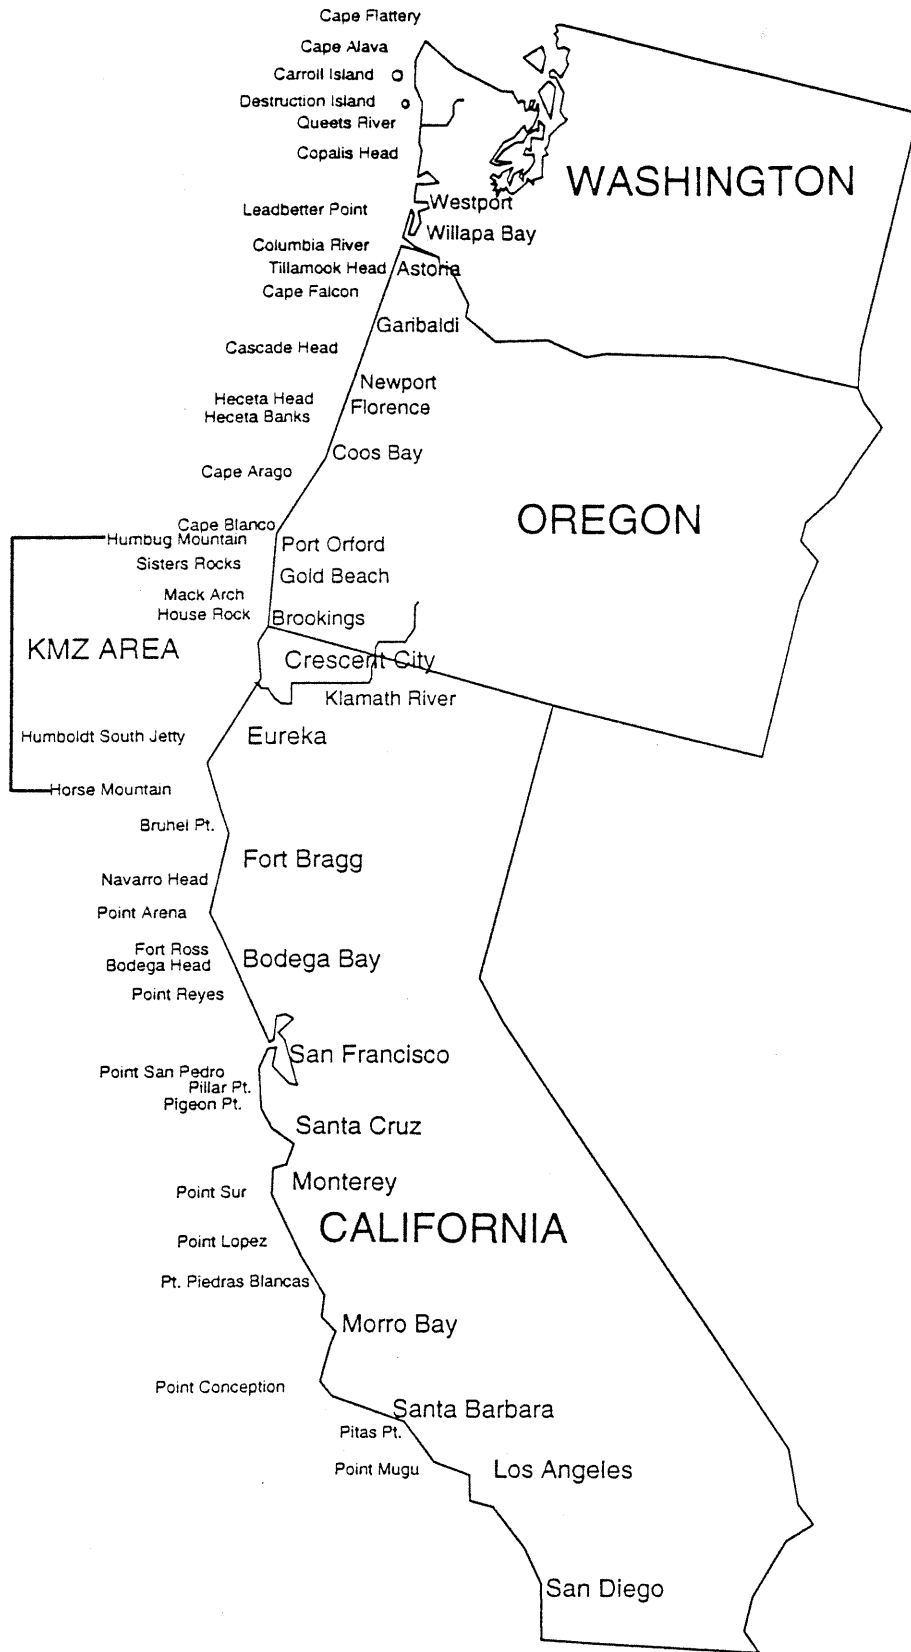 Cape Flattery
Cape Alava
Carroll Island
Destruction Island
Queets River
Copalis Head
WASHINGTON
Westport
Leadbetter Point
Willapa Bay
Columbia River
Tillamook Head
Astoria
Cape Falcon
Garibaldi
Cascade Head
Newport
Heceta Head
Florence
Heceta Banks
Coos Bay
Cape Arago
OREGON
Cape Blanco
Humbug Mountain
Port Orford
Sisters Rocks
Gold Beach
Mack Arch
House Rock
Brookings
KMZ AREA
Crescent City
Klamath River
Humboldt South Jetty
Eureka
Horse Mountain
Bruhel Pt.
Fort Bragg
Navarro Head
Point Arena
Fort Ross
Bodega Bay
Bodega Head
Point Reyes
San Francisco
Point San Pedro
Pillar Pt.
Pigeon Pt.
Santa Cruz
Monterey
Point Sur
CALIFORNIA
Point Lopez
Pt. Piedras Blancas
Morro Bay
Point Conception
Santa Barbara
Pitas Pt.
Point Mugu
Los Angeles
San Diego